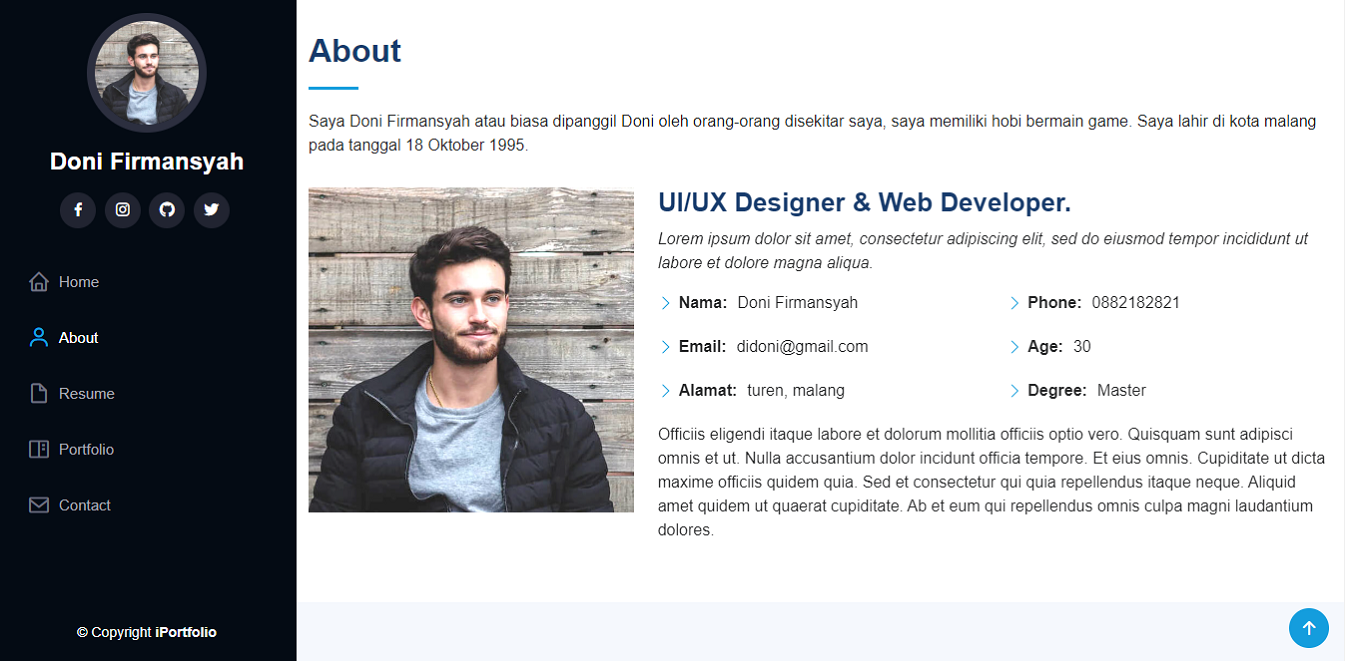 Doni Firmansyah
Home
About
Resume
Portfolio
Contact
© Copyright iPortfolio
About
Saya Doni Firmansyah atau biasa dipanggil Doni oleh orang-orang disekitar saya, saya memiliki hobi bermain game. Saya lahir di kota malang
pada tanggal 18 Oktober 1995.
UI/UX Designer & Web Developer.
Lorem ipsum dolor sit amet, consectetur adipiscing elit, sed do eiusmod tempor incididunt ut
labore et dolore magna aliqua.
Nama: Doni Firmansyah
Phone: 0882182821
Email: didoni@gmail.com
Age: 30
Alamat: turen, malang
Degree: Master
Officiis eligendi itaque labore et dolorum mollitia officiis optio vero. Quisquam sunt adipisci
omnis et ut. Nulla accusantium dolor incidunt officia tempore. Et eius omnis. Cupiditate ut dicta
maxime officiis quidem quia. Sed et consectetur qui quia repellendus itaque neque. Aliquid
amet quidem ut quaerat cupiditate. Ab et eum qui repellendus omnis culpa magni laudantium
dolores.